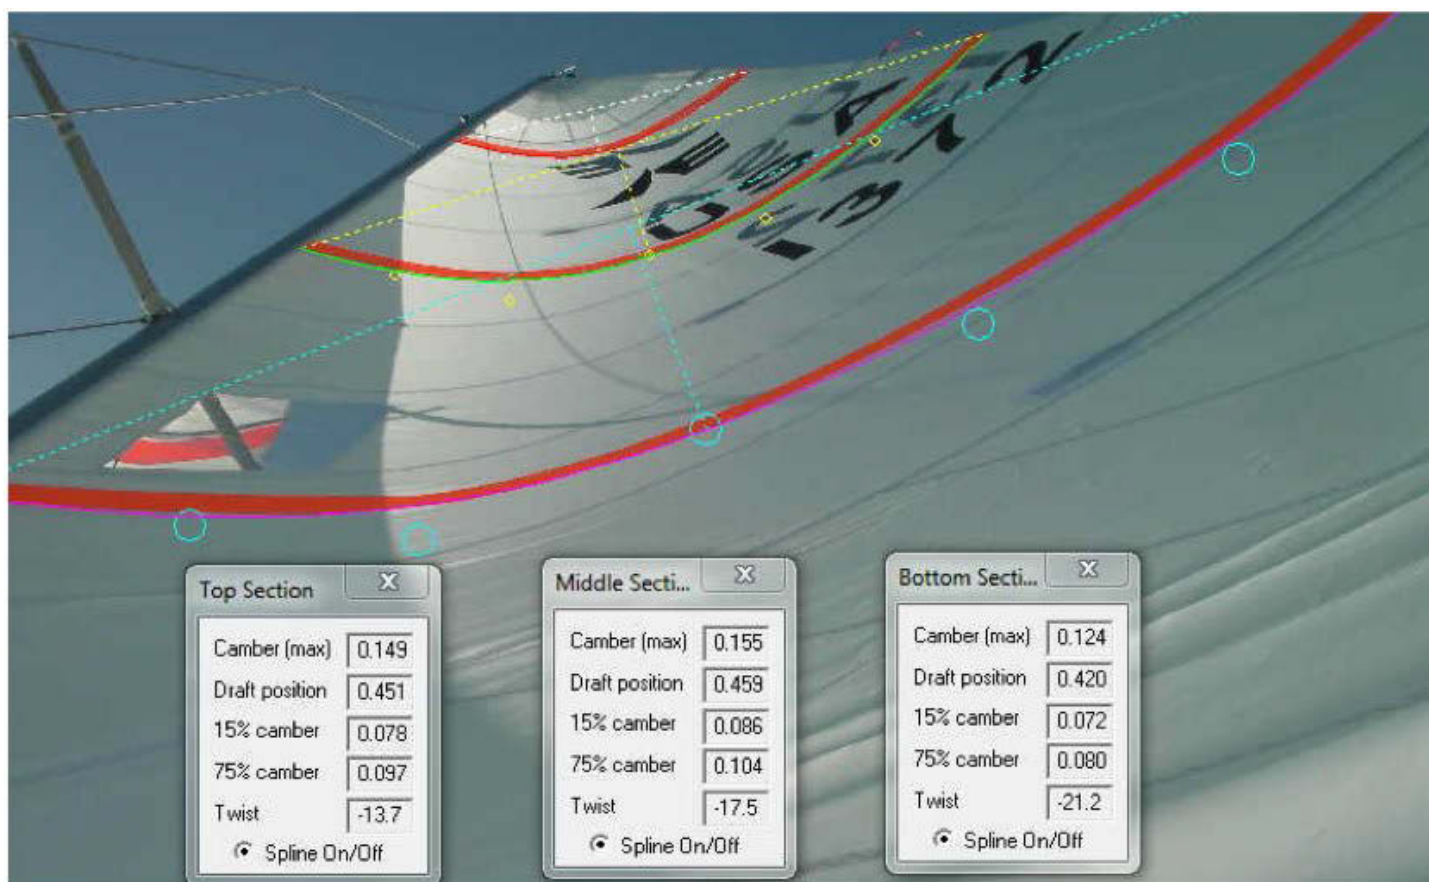 Top Section
X
Camber (max) 0.149
Draft position 0.451
15% camber 0.078
75% camber 0.097
Twist -13.7
Spline On/Off
Middle Secti...
X
Camber (max) 0.155
Draft position 0.459
15% camber 0.086
75% camber 0.104
Twist -17.5
Spline On/Off
Bottom Secti...
X
Camber (max) 0.124
Draft position 0.420
15% camber 0.072
75% camber 0.080
Twist -21.2
Spline On/Off